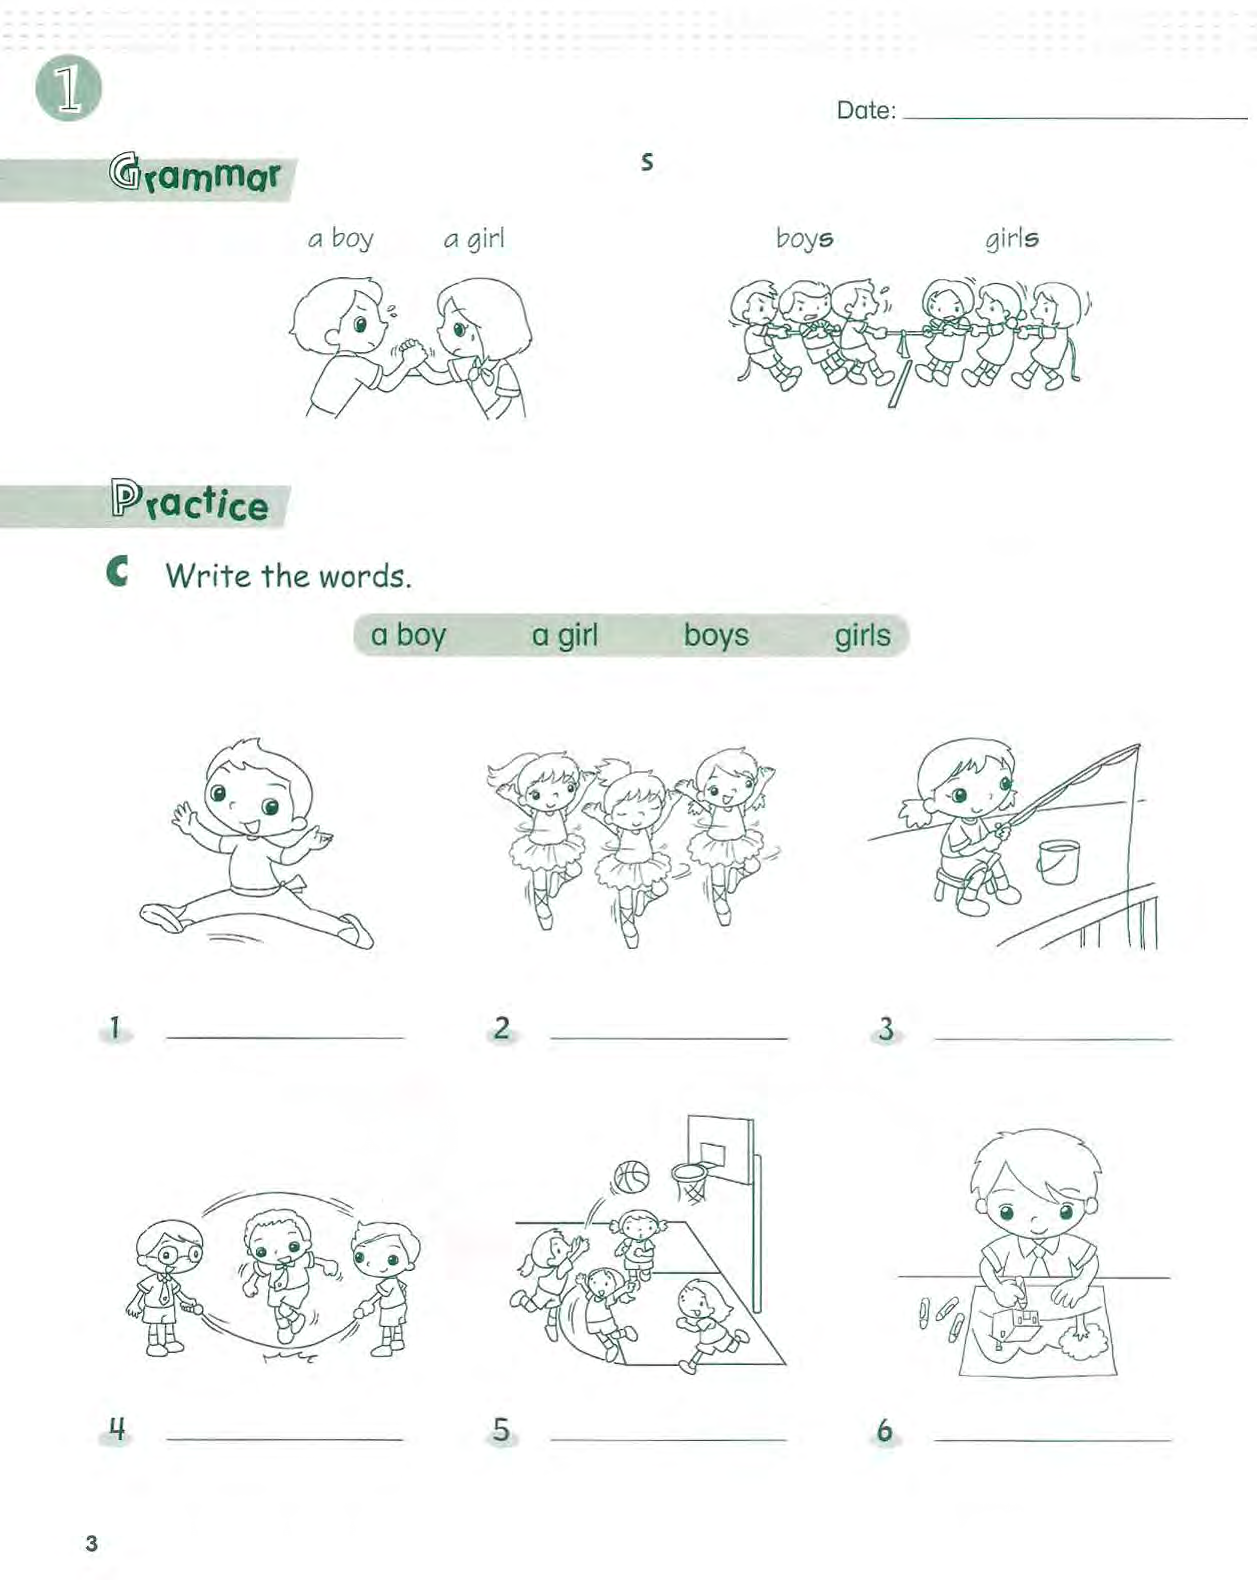 1
Date:
Grammar
s
a boy a girl boys girls
Practice
C Write the words.
a boy a girl boys girls
1 2 3
4 5 6
3